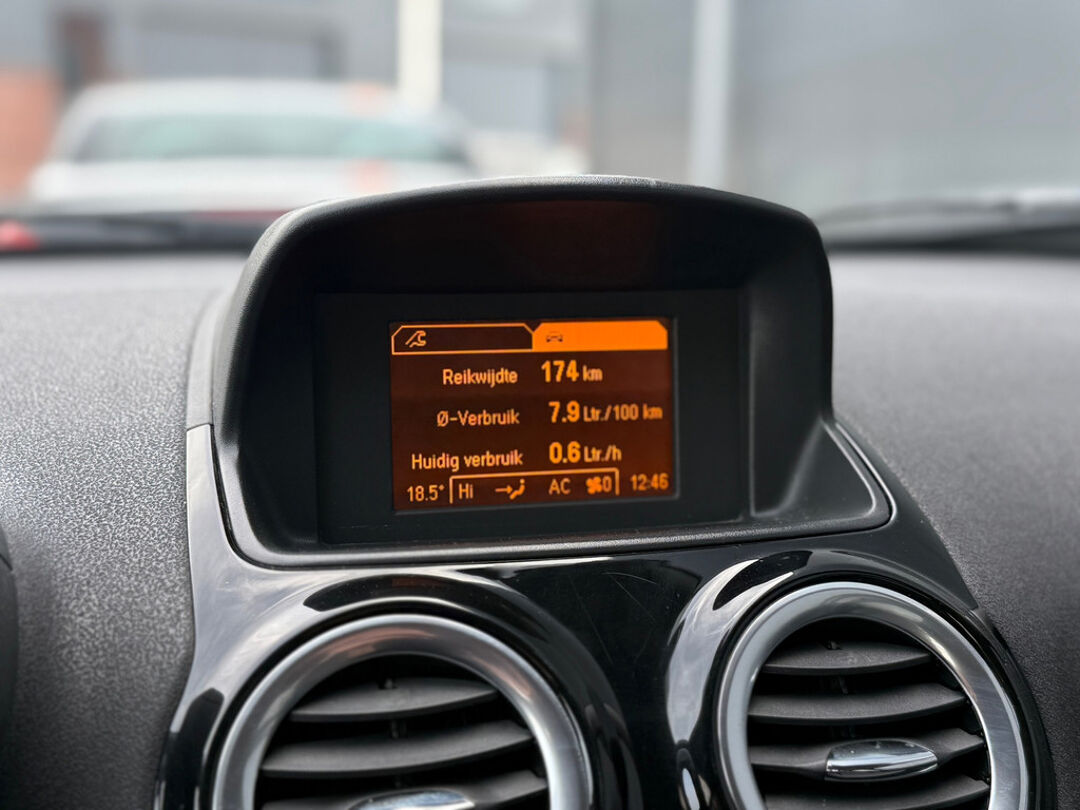 Reikwijdte 174 km
Ø-Verbruik 7.9 Ltr./100 km
Huidig verbruik 0.6 Ltr./h
18.5° Hi AC 0 12:46